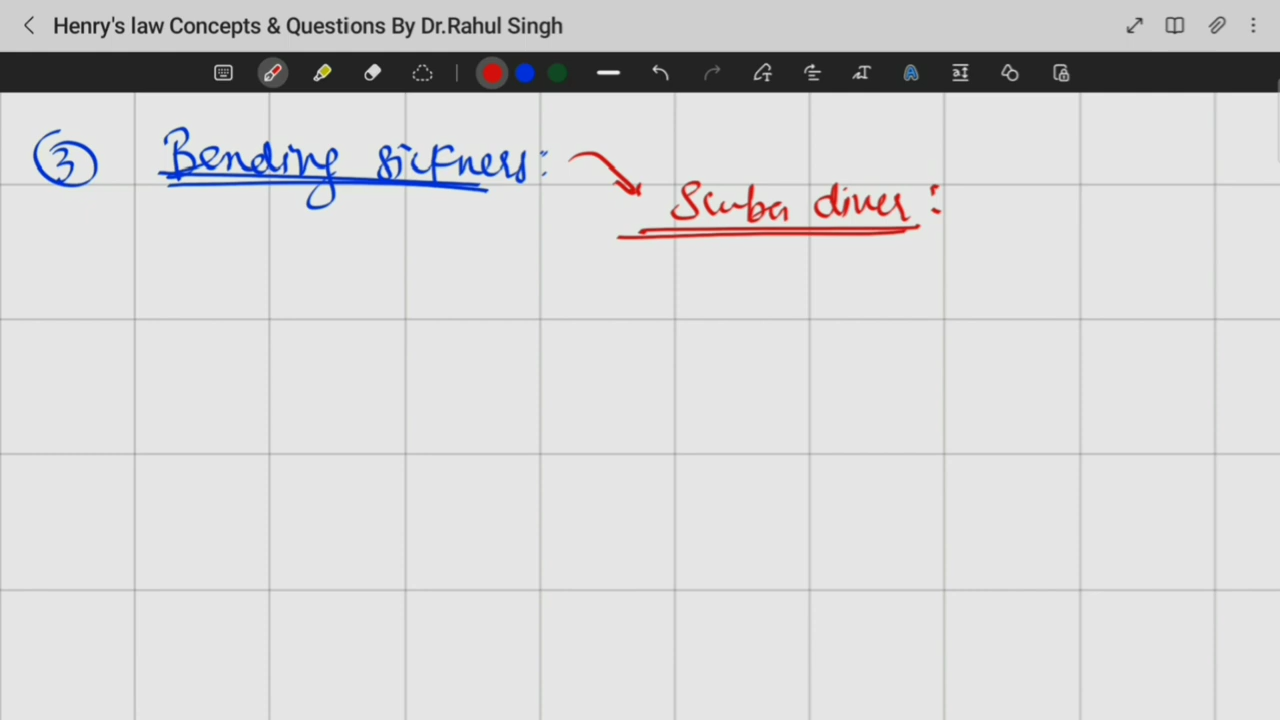 Henry's law Concepts & Questions By Dr.Rahul Singh
3 Bending sickness:
Scuba diver: